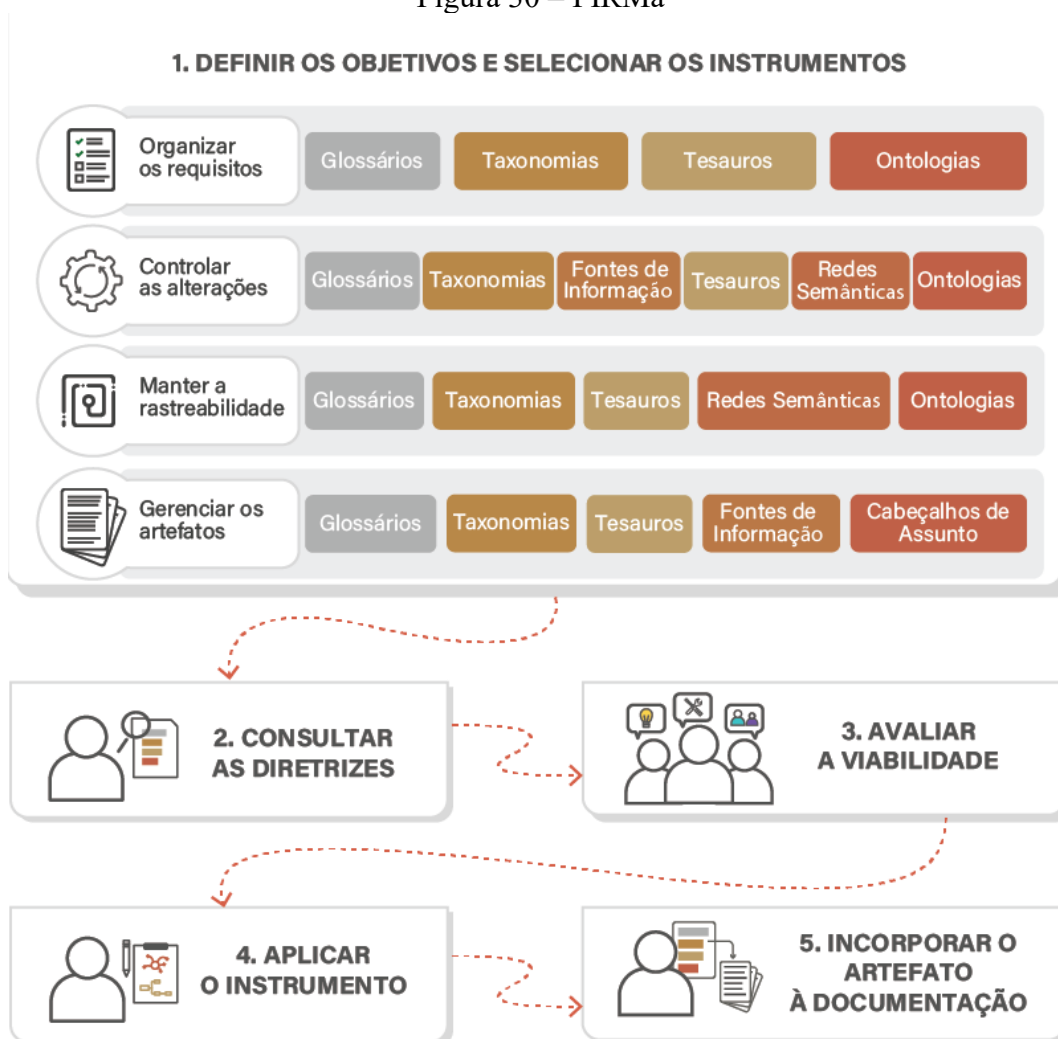 Figura 30 – PIRMa
1. DEFINIR OS OBJETIVOS E SELECIONAR OS INSTRUMENTOS
Organizar
os requisitos
Glossários
Taxonomias
Tesauros
Ontologias
Controlar
as alterações
Glossários
Taxonomias
Fontes de
Informação
Tesauros
Redes
Semânticas
Ontologias
Manter a
rastreabilidade
Glossários
Taxonomias
Tesauros
Redes Semânticas
Ontologias
Gerenciar os
artefatos
Glossários
Taxonomias
Tesauros
Fontes de
Informação
Cabeçalhos de
Assunto
2. CONSULTAR
AS DIRETRIZES
3. AVALIAR
A VIABILIDADE
4. APLICAR
O INSTRUMENTO
5. INCORPORAR O
ARTEFATO
À DOCUMENTAÇÃO